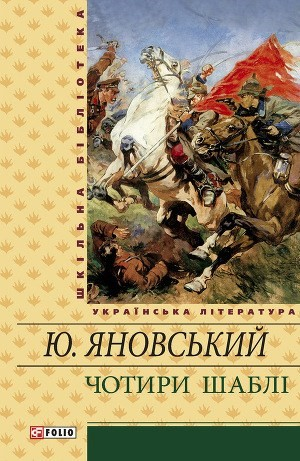 ШКІЛЬНА БІБЛІОТЕКА
УКРАЇНСЬКА ЛІТЕРАТУРА
Ю. ЯНОВСЬКИЙ
ЧОТИРИ ШАБЛІ
FOLIO